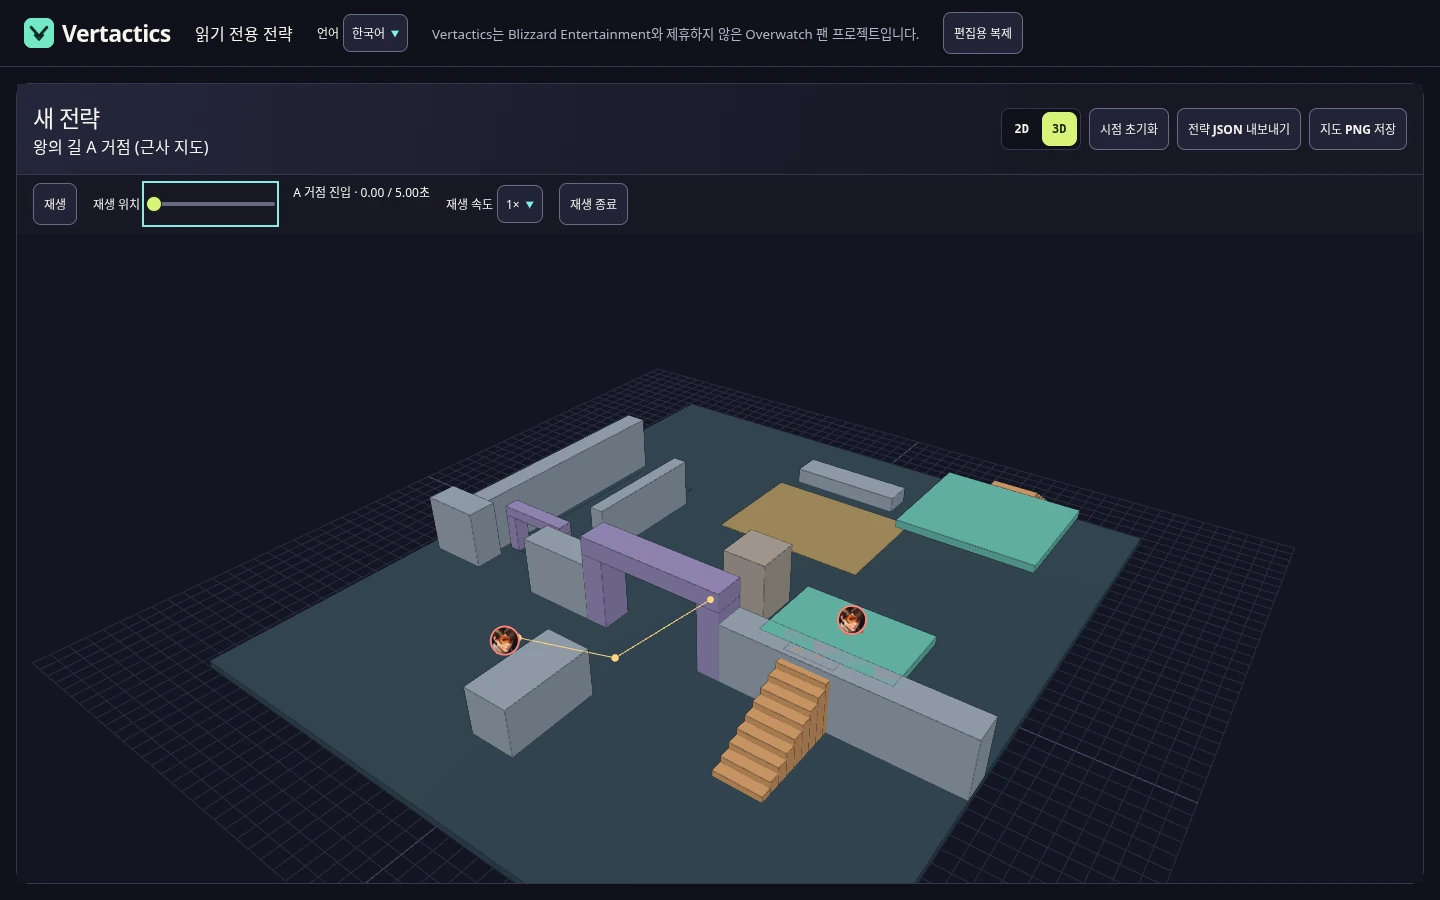 Vertactics
읽기 전용 전략
언어
한국어
Vertactics는 Blizzard Entertainment와 제휴하지 않은 Overwatch 팬 프로젝트입니다.
편집용 복제
새 전략
왕의 길 A 거점 (근사 지도)
2D
3D
시점 초기화
전략 JSON 내보내기
지도 PNG 저장
재생
재생 위치
A 거점 진입 · 0.00 / 5.00초
재생 속도
1×
재생 종료